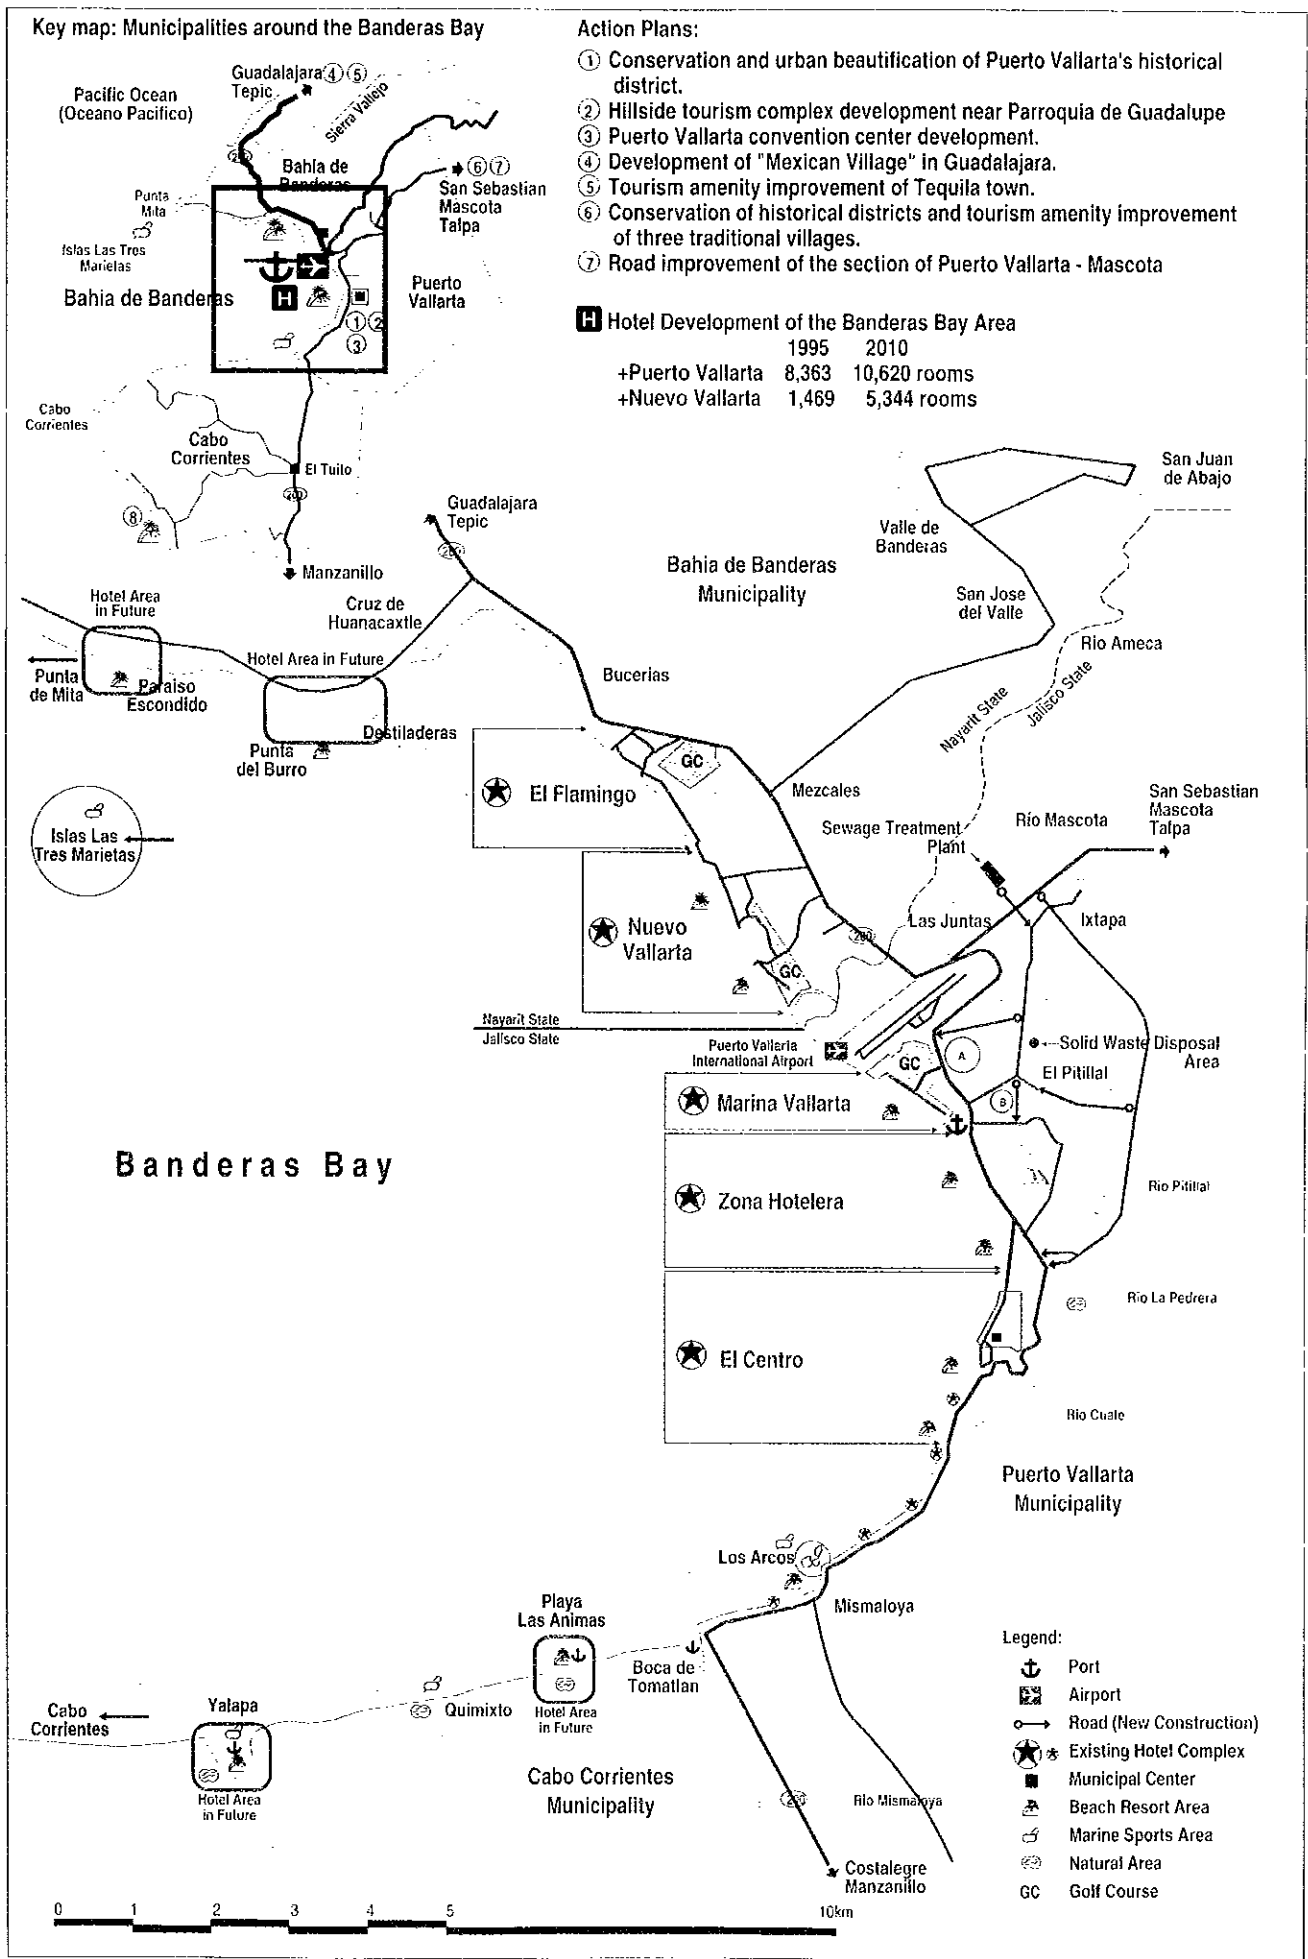 Key map: Municipalities around the Banderas Bay
Guadalajara ④ ⑤
Tepic
Pacific Ocean
(Oceano Pacifico)
Sierra Vallejo
200
Bahia de
Banderas
⑥ ⑦
San Sebastian
Mascota
Talpa
Punta
Mita
Islas Las Tres
Marielas
Bahia de Banderas
H
Puerto
Vallarta
① ②
③
Cabo
Corrientes
Cabo
Corrientes
El Tuito
200
⑧
Manzanillo
Action Plans:
① Conservation and urban beautification of Puerto Vallarta's historical
district.
② Hillside tourism complex development near Parroquia de Guadalupe
③ Puerto Vallarta convention center development.
④ Development of "Mexican Village" in Guadalajara.
⑤ Tourism amenity improvement of Tequila town.
⑥ Conservation of historical districts and tourism amenity improvement
of three traditional villages.
⑦ Road improvement of the section of Puerto Vallarta - Mascota
H Hotel Development of the Banderas Bay Area
1995 2010
+Puerto Vallarta 8,363 10,620 rooms
+Nuevo Vallarta 1,469 5,344 rooms
San Juan
de Abajo
Guadalajara
Tepic
200
Valle de
Banderas
Bahia de Banderas
Municipality
San Jose
del Valle
Hotel Area
in Future
Cruz de
Huanacaxtle
Rio Ameca
Hotel Area in Future
Bucerias
Punta
de Mita
Paraiso
Escondido
Nayarit State
Jalisco State
Destiladeras
Punta
del Burro
GC
El Flamingo
Mezcales
San Sebastian
Mascota
Talpa
Islas Las
Tres Marietas
Sewage Treatment
Plant
Río Mascota
Las Juntas
Ixtapa
200
Nuevo
Vallarta
GC
Nayarit State
Jalisco State
Puerto Vallarta
International Airport
GC
A
Solid Waste Disposal
Area
El Pitillal
B
Marina Vallarta
Banderas Bay
Zona Hotelera
Rio Pitillal
Rio La Pedrera
El Centro
Rio Cuale
Puerto Vallarta
Municipality
Los Arcos
Mismaloya
Playa
Las Animas
Boca de
Tomatlan
Hotel Area
in Future
Quimixto
Yalapa
Cabo
Corrientes
Hotel Area
in Future
Cabo Corrientes
Municipality
Rio Mismaloya
Costalegre
Manzanillo
Legend:
Port
Airport
Road (New Construction)
Existing Hotel Complex
Municipal Center
Beach Resort Area
Marine Sports Area
Natural Area
GC Golf Course
0 1 2 3 4 5 10km